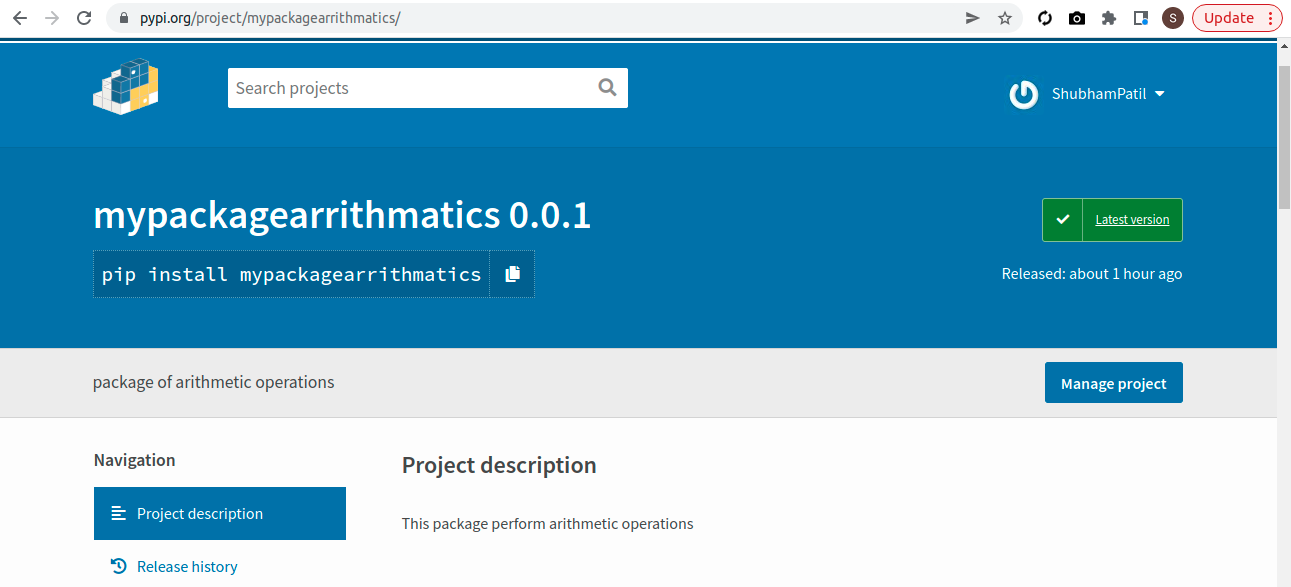 pypi.org/project/mypackagearrithmatics/
S
Update
Search projects
ShubhamPatil
mypackagearrithmatics 0.0.1
Latest version
pip install mypackagearrithmatics
Released: about 1 hour ago
package of arithmetic operations
Manage project
Navigation
Project description
Project description
This package perform arithmetic operations
Release history